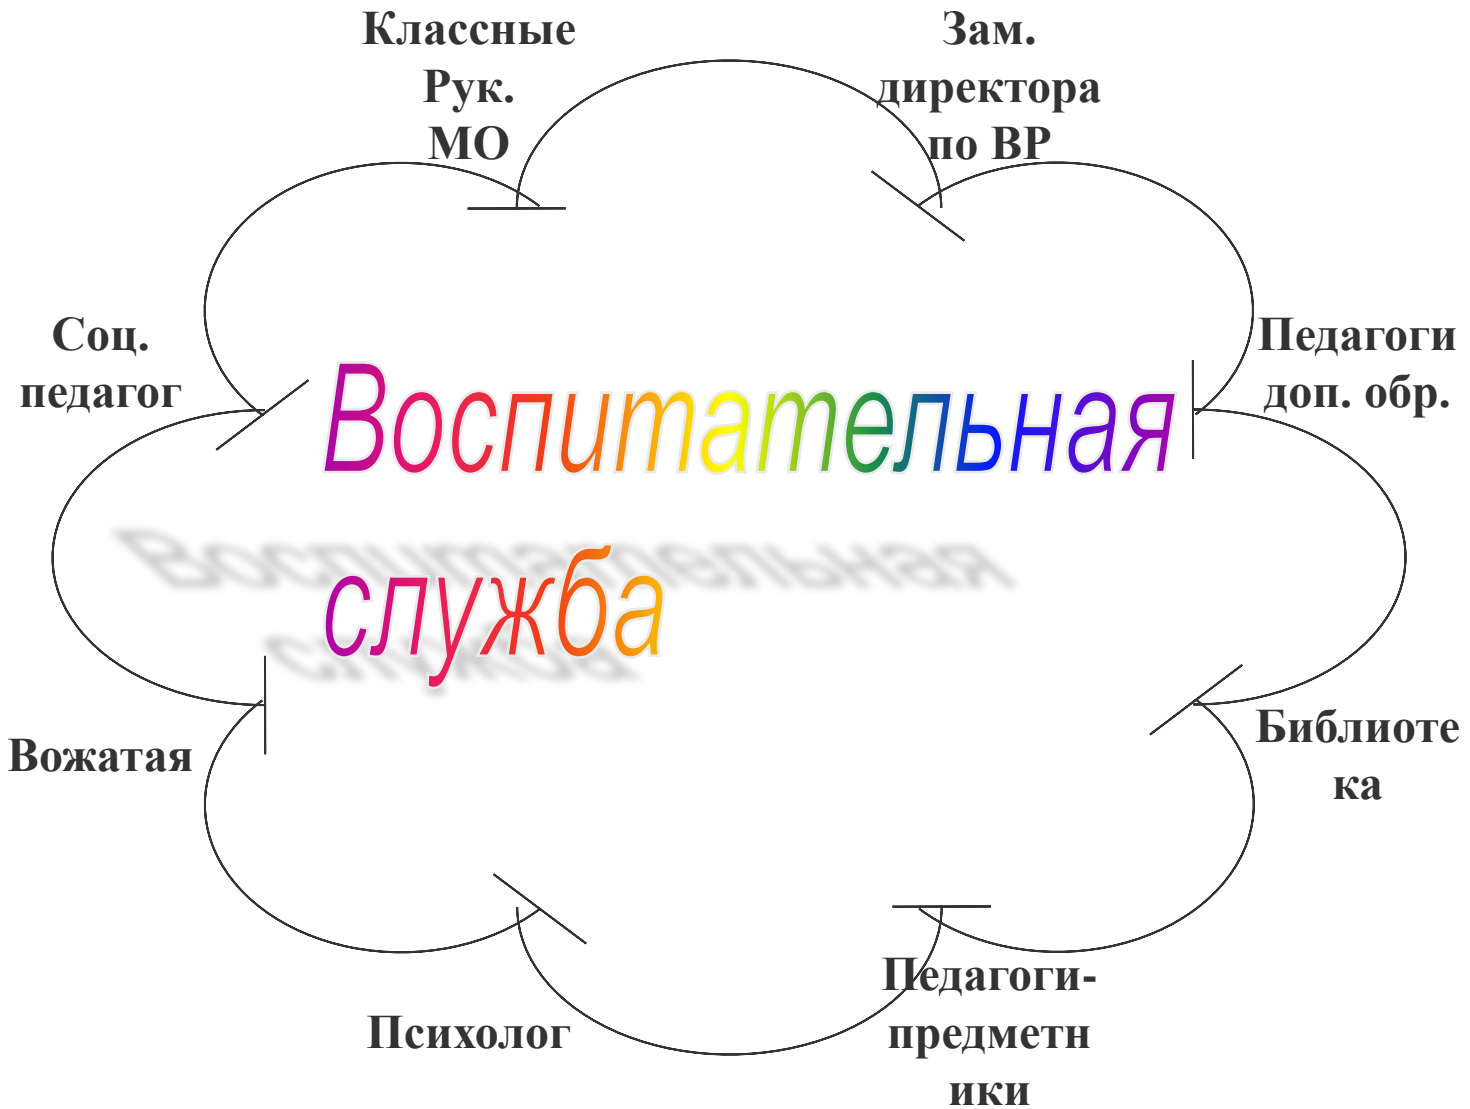 Классные
Рук.
МО
Зам.
директора
по ВР
Соц.
педагог
Педагоги
доп. обр.
Воспитательная
служба
Вожатая
Библиоте
ка
Психолог
Педагоги-
предметн
ики